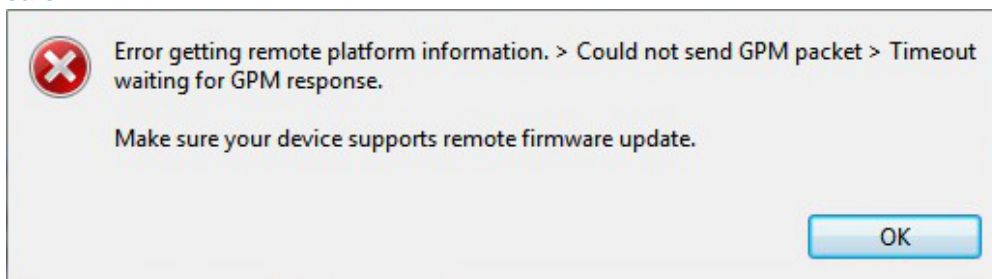 Error getting remote platform information. > Could not send GPM packet > Timeout
waiting for GPM response.
Make sure your device supports remote firmware update.
OK